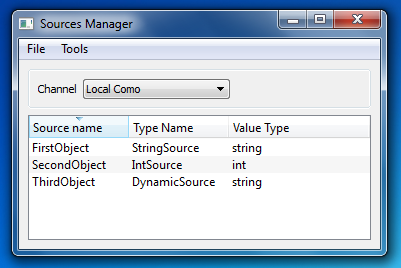 Sources Manager
File Tools
Channel Local Como
Source name Type Name Value Type
FirstObject StringSource string
SecondObject IntSource int
ThirdObject DynamicSource string